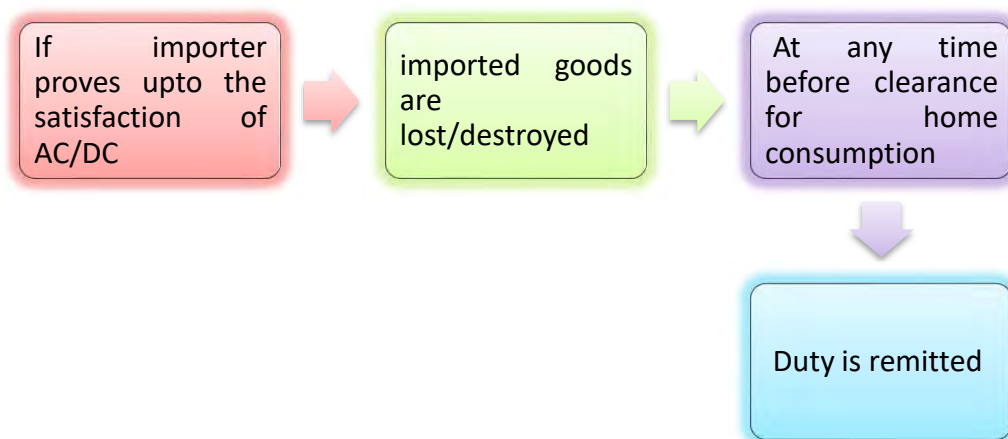 If importer
proves upto the
satisfaction of
AC/DC
imported goods
are
lost/destroyed
At any time
before clearance
for home
consumption
Duty is remitted